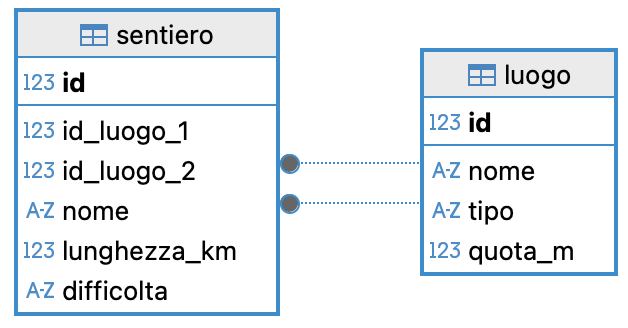 sentiero
123 id
123 id_luogo_1
123 id_luogo_2
A-Z nome
123 lunghezza_km
A-Z difficolta
luogo
123 id
A-Z nome
A-Z tipo
123 quota_m